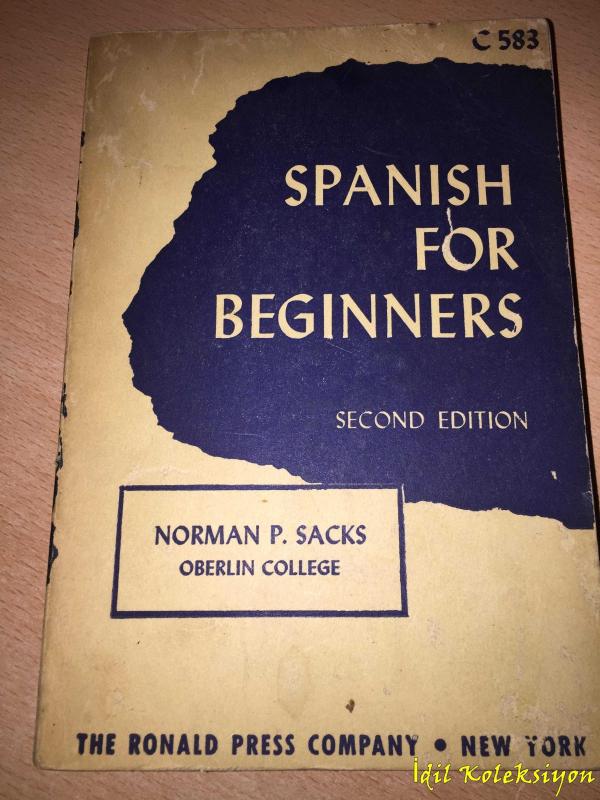 C 583
SPANISH
FOR
BEGINNERS
SECOND EDITION
NORMAN P. SACKS
OBERLIN COLLEGE
THE RONALD PRESS COMPANY • NEW YORK
İdil Koleksiyon